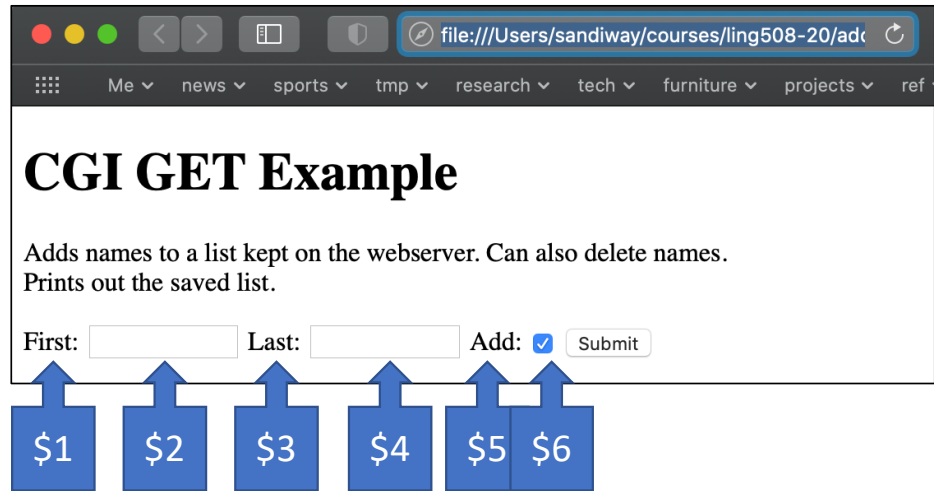 file:///Users/sandiway/courses/ling508-20/add
Me news sports tmp research tech furniture projects ref
CGI GET Example
Adds names to a list kept on the webserver. Can also delete names.
Prints out the saved list.
First: Last: Add: Submit
$1 $2 $3 $4 $5 $6